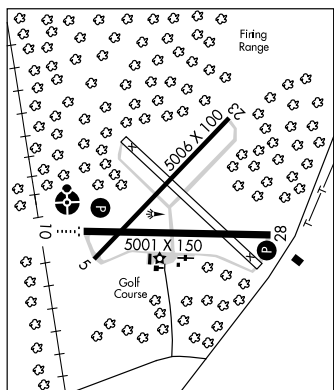 Firing
Range
23
5006 X 100
X
P
10
5001 X 150
28
P
5
X
Golf
Course
T
T